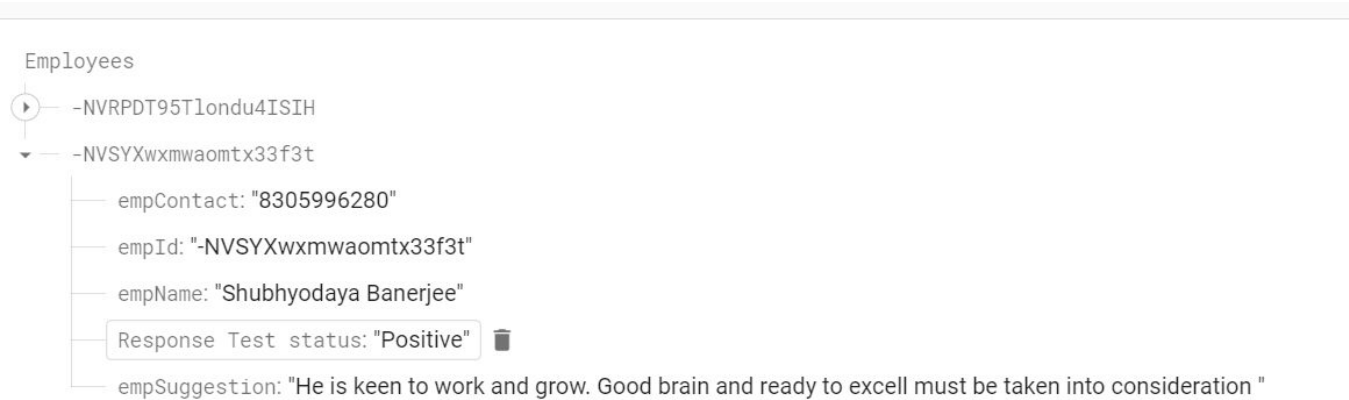 Employees
-NVRPDT95Tlondu4ISIH
-NVSYXwxmwaomtx33f3t
empContact: "8305996280"
empId: "-NVSYXwxmwaomtx33f3t"
empName: "Shubhyodaya Banerjee"
Response Test status: "Positive"
empSuggestion: "He is keen to work and grow. Good brain and ready to excell must be taken into consideration "